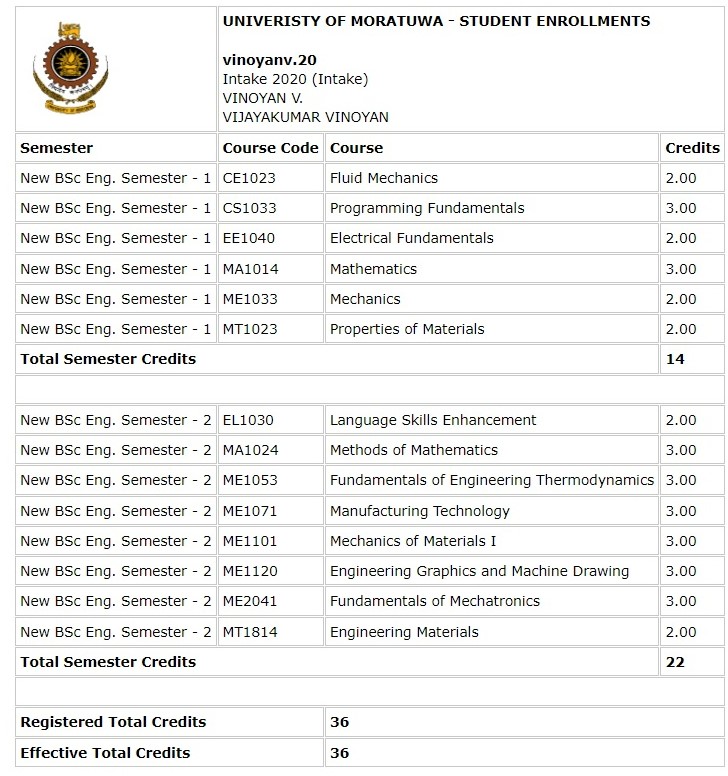 UNIVERISTY OF MORATUWA - STUDENT ENROLLMENTS
vinoyanv.20
Intake 2020 (Intake)
VINOYAN V.
VIJAYAKUMAR VINOYAN
Semester Course Code Course Credits
New BSc Eng. Semester - 1 CE1023 Fluid Mechanics 2.00
New BSc Eng. Semester - 1 CS1033 Programming Fundamentals 3.00
New BSc Eng. Semester - 1 EE1040 Electrical Fundamentals 2.00
New BSc Eng. Semester - 1 MA1014 Mathematics 3.00
New BSc Eng. Semester - 1 ME1033 Mechanics 2.00
New BSc Eng. Semester - 1 MT1023 Properties of Materials 2.00
Total Semester Credits 14
New BSc Eng. Semester - 2 EL1030 Language Skills Enhancement 2.00
New BSc Eng. Semester - 2 MA1024 Methods of Mathematics 3.00
New BSc Eng. Semester - 2 ME1053 Fundamentals of Engineering Thermodynamics 3.00
New BSc Eng. Semester - 2 ME1071 Manufacturing Technology 3.00
New BSc Eng. Semester - 2 ME1101 Mechanics of Materials I 3.00
New BSc Eng. Semester - 2 ME1120 Engineering Graphics and Machine Drawing 3.00
New BSc Eng. Semester - 2 ME2041 Fundamentals of Mechatronics 3.00
New BSc Eng. Semester - 2 MT1814 Engineering Materials 2.00
Total Semester Credits 22
Registered Total Credits 36
Effective Total Credits 36